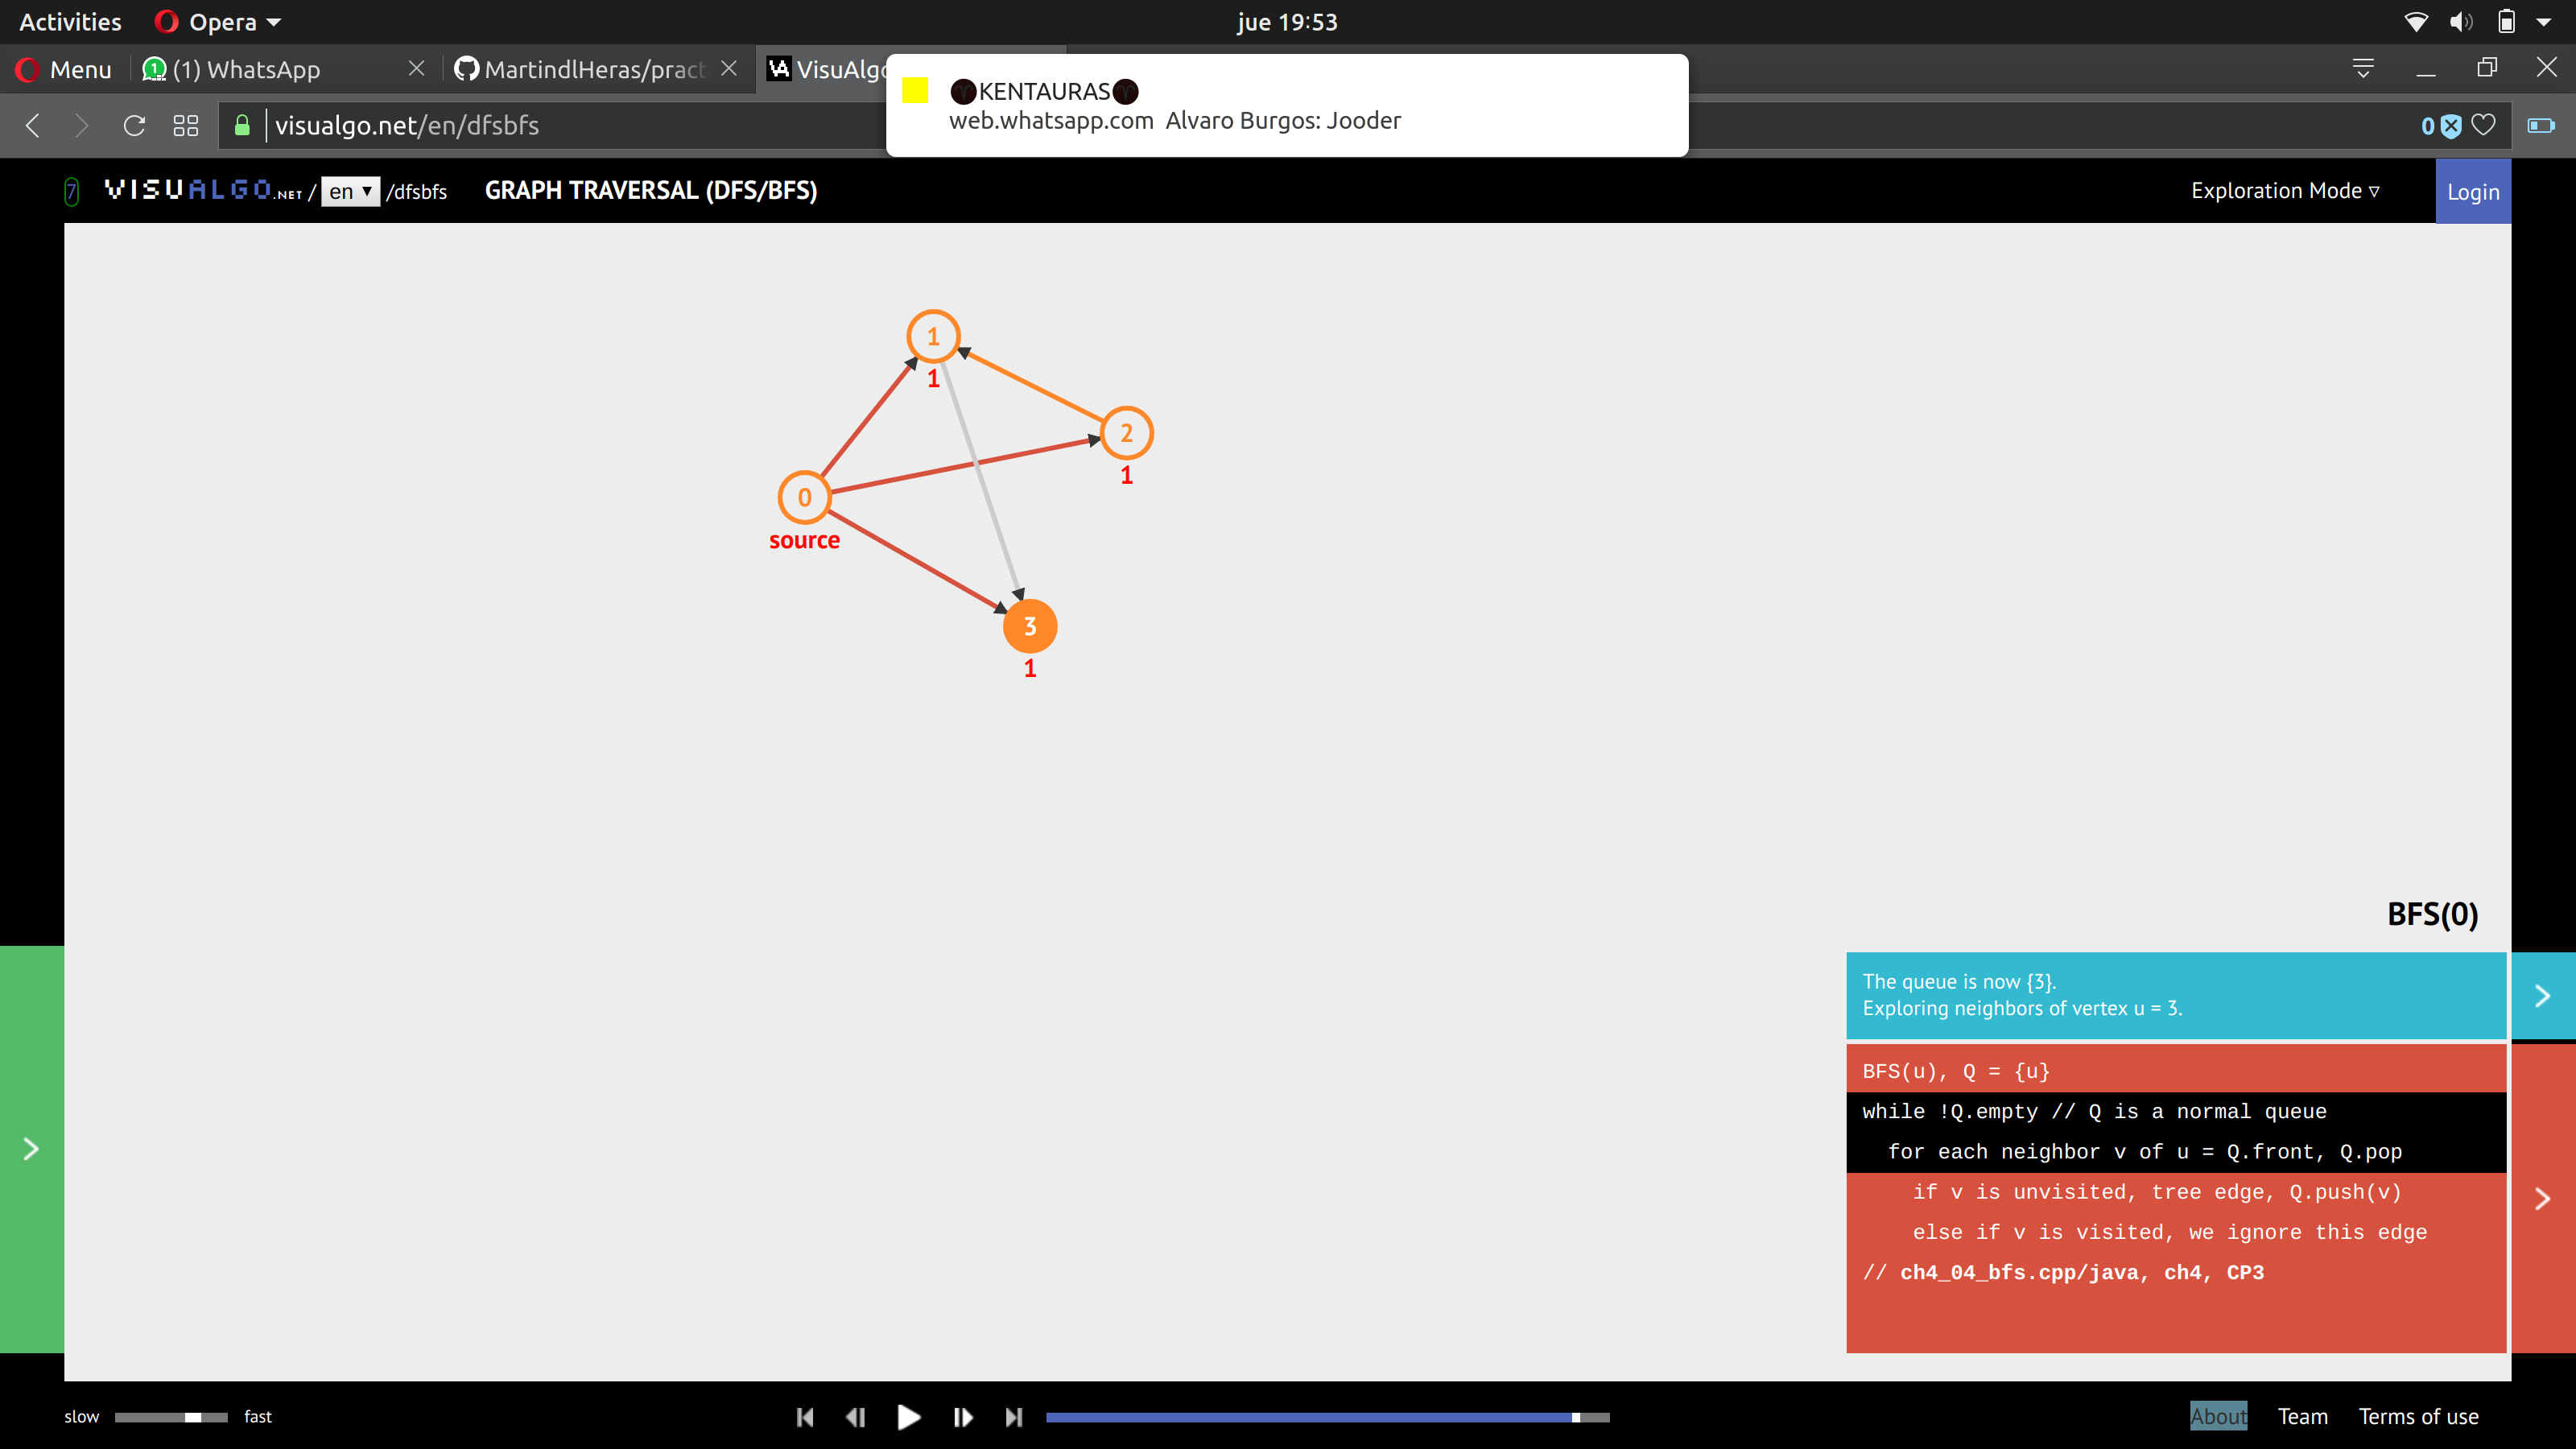 Activities Opera jue 19:53
Menu (1) WhatsApp MartindlHeras/pract VisuAlgo
KENTAURAS
web.whatsapp.com Alvaro Burgos: Jooder
visualgo.net/en/dfsbfs 0
7 VISUALGO.NET / en /dfsbfs GRAPH TRAVERSAL (DFS/BFS) Exploration Mode ▿ Login
1
1
2
1
0
source
3
1
BFS(0)
The queue is now {3}.
Exploring neighbors of vertex u = 3.
BFS(u), Q = {u}
while !Q.empty // Q is a normal queue
for each neighbor v of u = Q.front, Q.pop
if v is unvisited, tree edge, Q.push(v)
else if v is visited, we ignore this edge
// ch4_04_bfs.cpp/java, ch4, CP3
slow fast About Team Terms of use